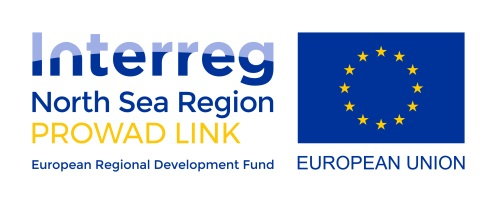 Interreg
North Sea Region
PROWAD LINK
European Regional Development Fund
EUROPEAN UNION